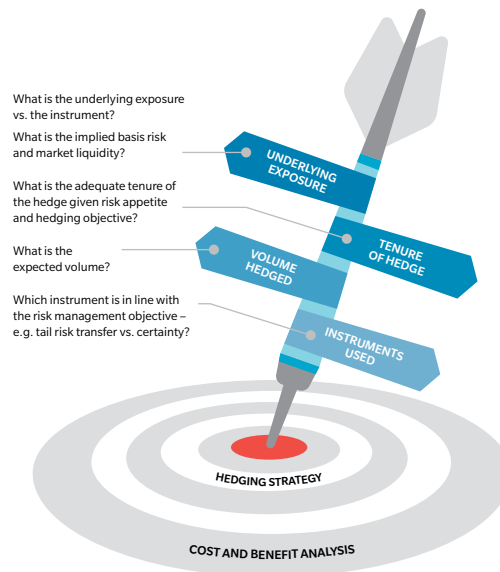 What is the underlying exposure
vs. the instrument?
What is the implied basis risk
and market liquidity?
UNDERLYING
EXPOSURE
What is the adequate tenure of
the hedge given risk appetite
and hedging objective?
TENURE
OF HEDGE
What is the
expected volume?
VOLUME
HEDGED
Which instrument is in line with
the risk management objective –
e.g. tail risk transfer vs. certainty?
INSTRUMENTS
USED
HEDGING STRATEGY
COST AND BENEFIT ANALYSIS